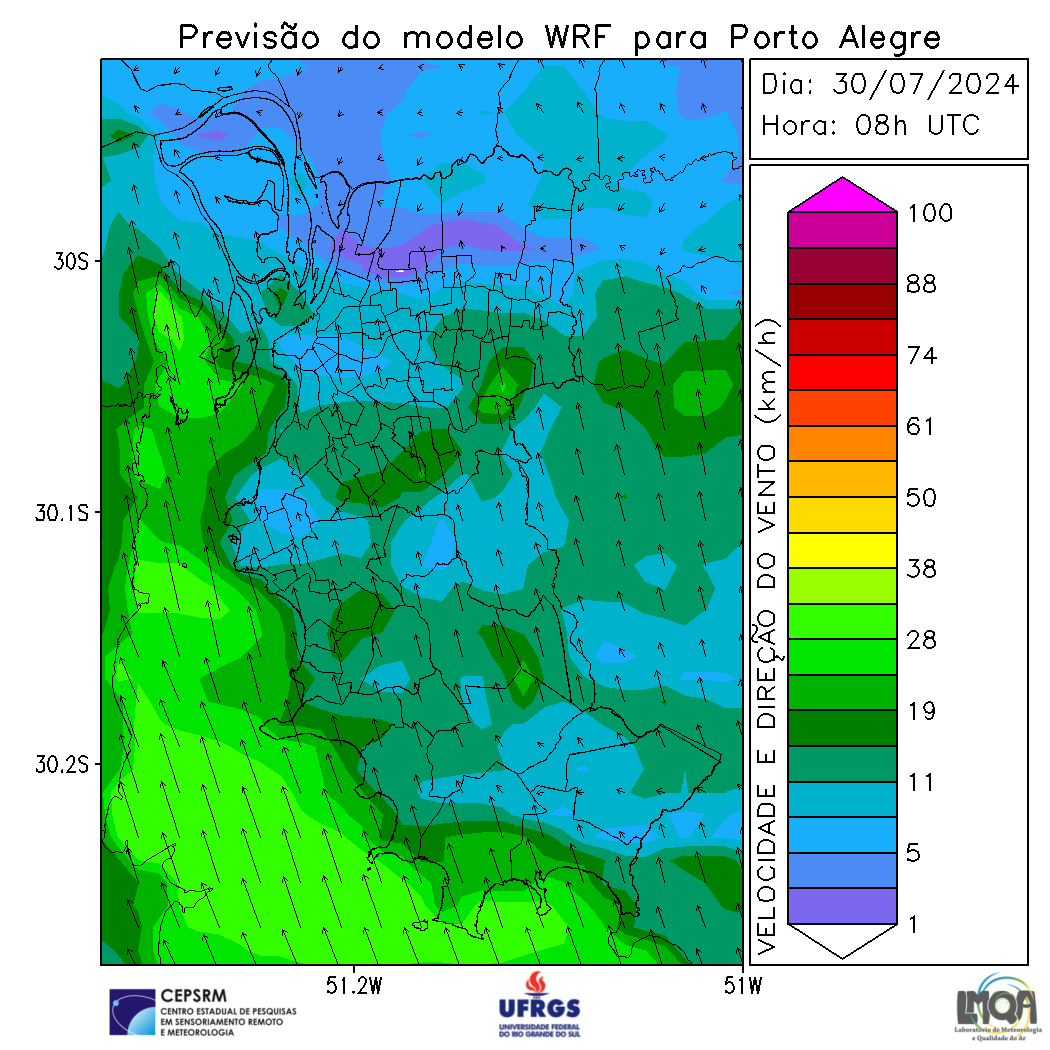 Previsão do modelo WRF para Porto Alegre
Dia: 30/07/2024
Hora: 08h UTC
30S
30.1S
30.2S
51.2W
51W
VELOCIDADE E DIREÇÃO DO VENTO (km/h)
100
88
74
61
50
38
28
19
11
5
1
CEPSRM
CENTRO ESTADUAL DE PESQUISAS
EM SENSORIAMENTO REMOTO
E METEOROLOGIA
UFRGS
UNIVERSIDADE FEDERAL
DO RIO GRANDE DO SUL
LMQA
Laboratório de Meteorologia
e Qualidade do Ar